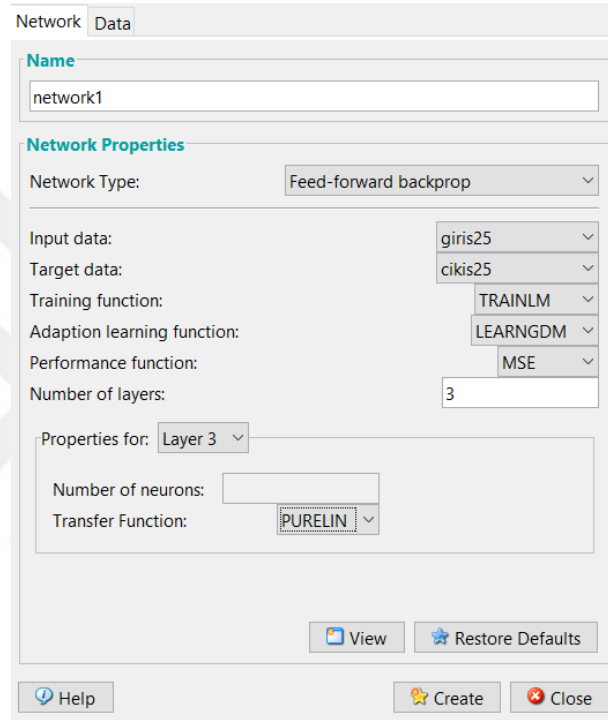 Network Data
Name
network1
Network Properties
Network Type: Feed-forward backprop
Input data: giris25
Target data: cikis25
Training function: TRAINLM
Adaption learning function: LEARNGDM
Performance function: MSE
Number of layers: 3
Properties for: Layer 3
Number of neurons:
Transfer Function: PURELIN
View Restore Defaults
Help Create Close